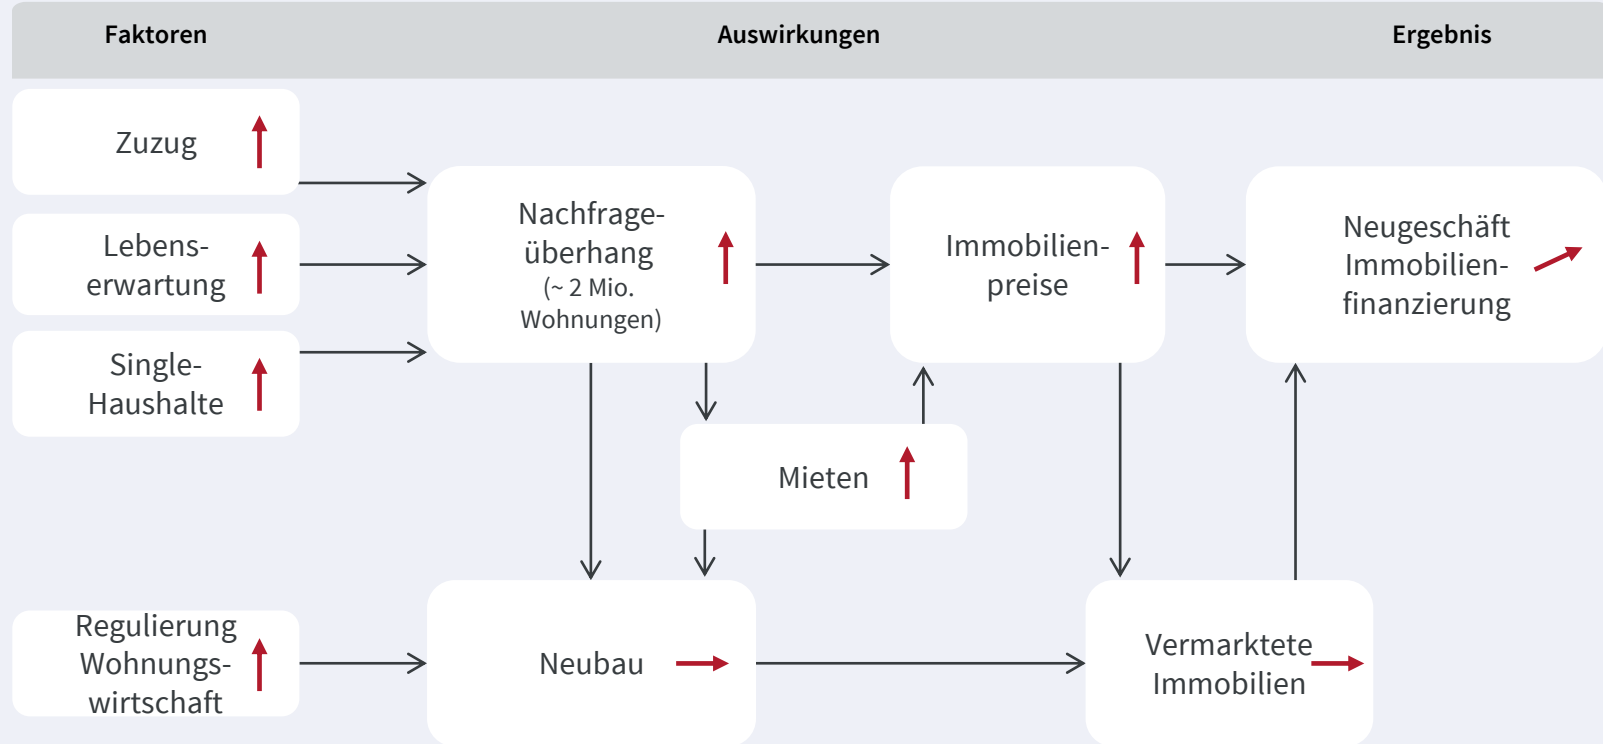 Faktoren
Auswirkungen
Ergebnis
Zuzug
Lebens-
erwartung
Single-
Haushalte
Regulierung
Wohnungs-
wirtschaft
Nachfrage-
überhang
(~ 2 Mio.
Wohnungen)
Mieten
Neubau
Immobilien-
preise
Vermarktete
Immobilien
Neugeschäft
Immobilien-
finanzierung